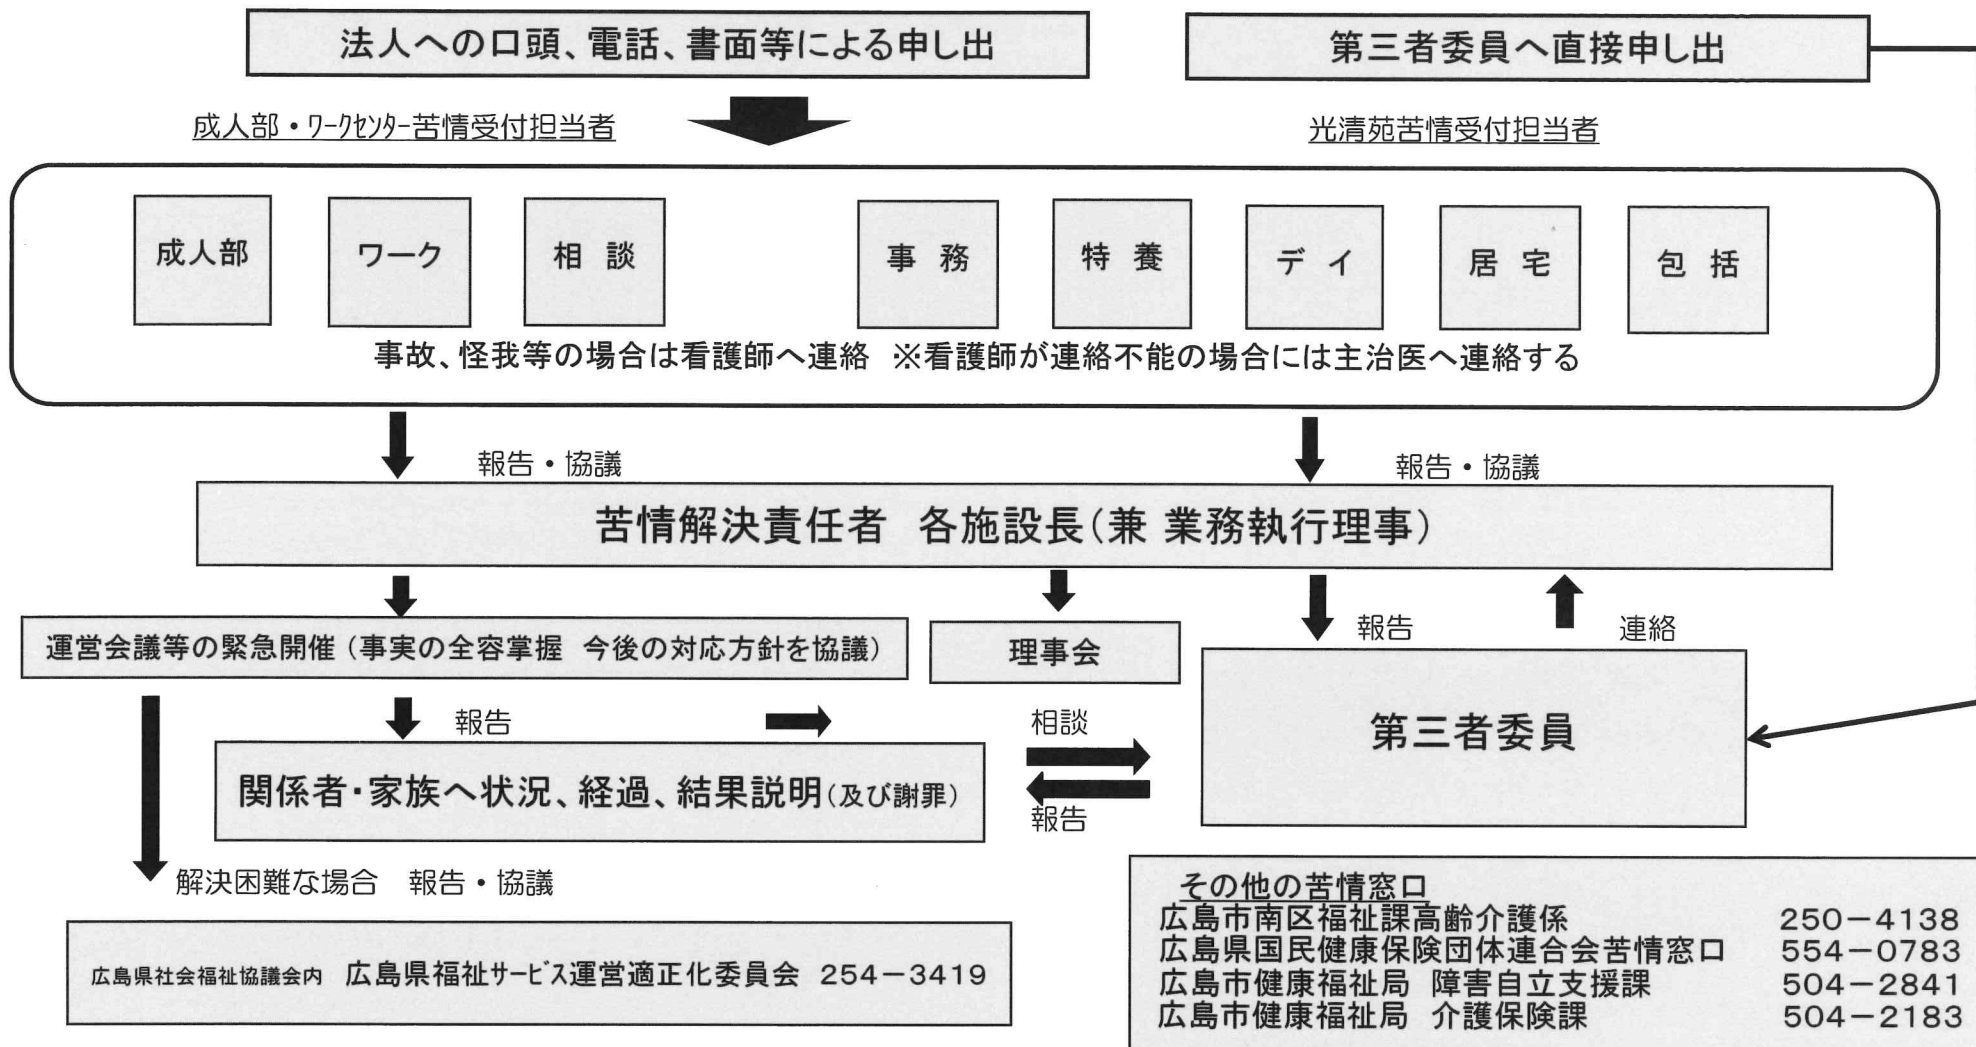 法人への口頭、電話、書面等による申し出
第三者委員へ直接申し出
成人部・ワークセンター苦情受付担当者
光清苑苦情受付担当者
成人部
ワーク
相 談
事 務
特 養
デ イ
居 宅
包 括
事故、怪我等の場合は看護師へ連絡 ※看護師が連絡不能の場合には主治医へ連絡する
報告・協議
報告・協議
苦情解決責任者 各施設長(兼 業務執行理事)
運営会議等の緊急開催(事実の全容掌握 今後の対応方針を協議)
理事会
報告
連絡
第三者委員
報告
相談
報告
関係者・家族へ状況、経過、結果説明(及び謝罪)
解決困難な場合 報告・協議
広島県社会福祉協議会内 広島県福祉サービス運営適正化委員会 254-3419
その他の苦情窓口
広島市南区福祉課高齢介護係 250-4138
広島県国民健康保険団体連合会苦情窓口 554-0783
広島市健康福祉局 障害自立支援課 504-2841
広島市健康福祉局 介護保険課 504-2183